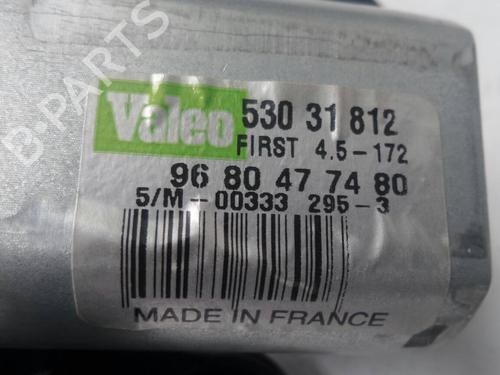 B-PARTS
Valeo 530 31 812
FIRST 4.5-172
96 80 47 74 80
5/M-00333 295-3
MADE IN FRANCE